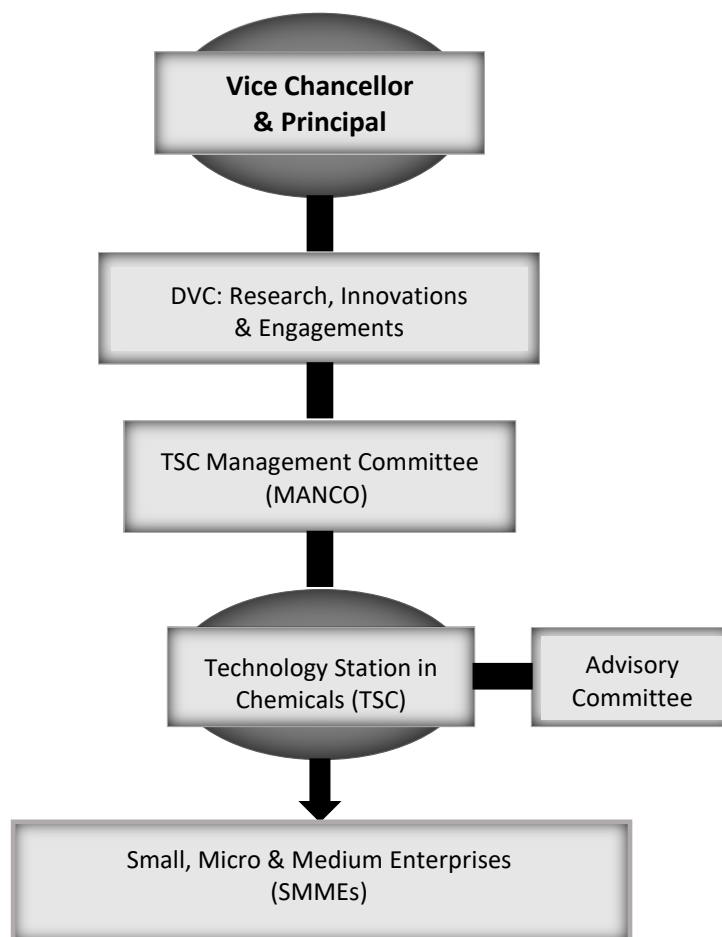 Vice Chancellor
& Principal
DVC: Research, Innovations
& Engagements
TSC Management Committee
(MANCO)
Technology Station in
Chemicals (TSC)
Advisory
Committee
Small, Micro & Medium Enterprises
(SMMEs)